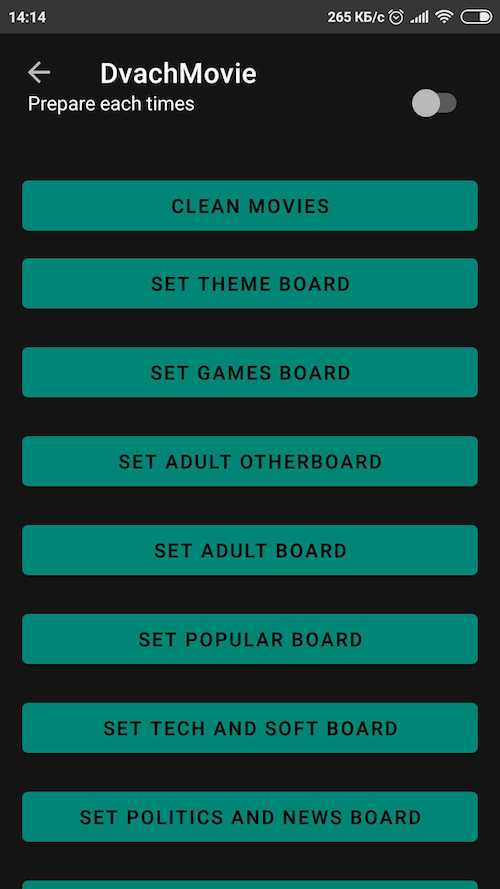 14:14 265 КБ/с
DvachMovie
Prepare each times
CLEAN MOVIES
SET THEME BOARD
SET GAMES BOARD
SET ADULT OTHERBOARD
SET ADULT BOARD
SET POPULAR BOARD
SET TECH AND SOFT BOARD
SET POLITICS AND NEWS BOARD